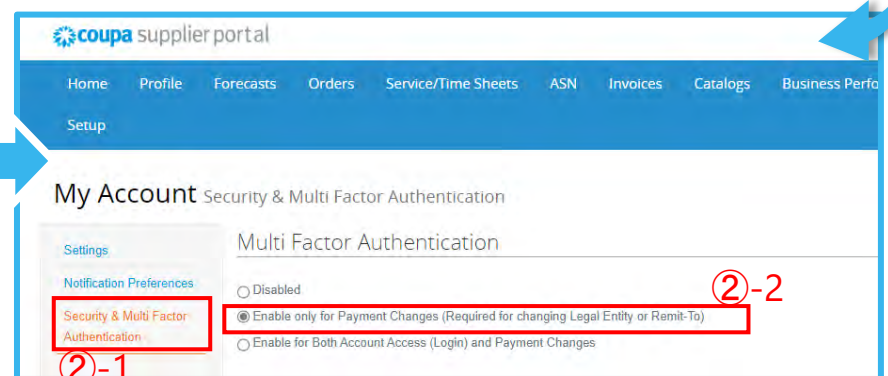 coupa supplier portal
Home Profile Forecasts Orders Service/Time Sheets ASN Invoices Catalogs Business Perfo
Setup
My Account Security & Multi Factor Authentication
Settings
Notification Preferences
Security & Multi Factor
Authentication
②-1
Multi Factor Authentication
Disabled
②-2
Enable only for Payment Changes (Required for changing Legal Entity or Remit-To)
Enable for Both Account Access (Login) and Payment Changes